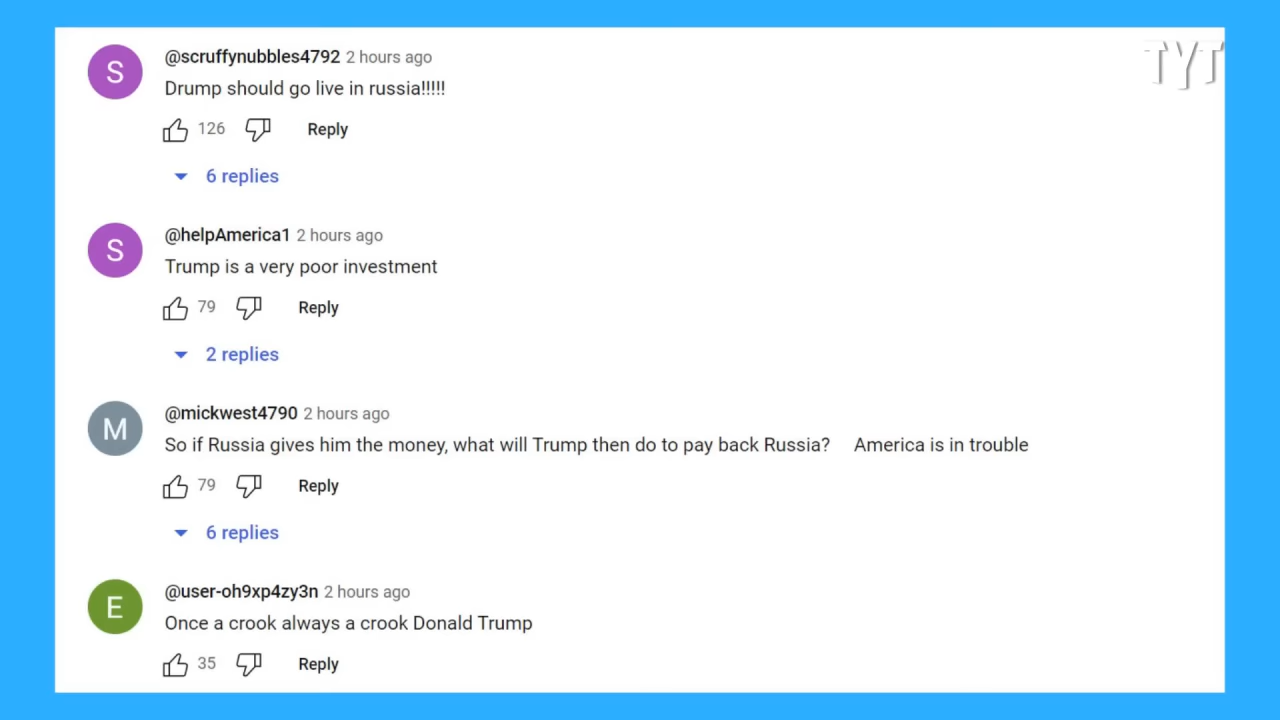 TYT
S
@scruffynubbles4792 2 hours ago
Drump should go live in russia!!!!!
126 Reply
6 replies
S
@helpAmerica1 2 hours ago
Trump is a very poor investment
79 Reply
2 replies
M
@mickwest4790 2 hours ago
So if Russia gives him the money, what will Trump then do to pay back Russia? America is in trouble
79 Reply
6 replies
E
@user-oh9xp4zy3n 2 hours ago
Once a crook always a crook Donald Trump
35 Reply